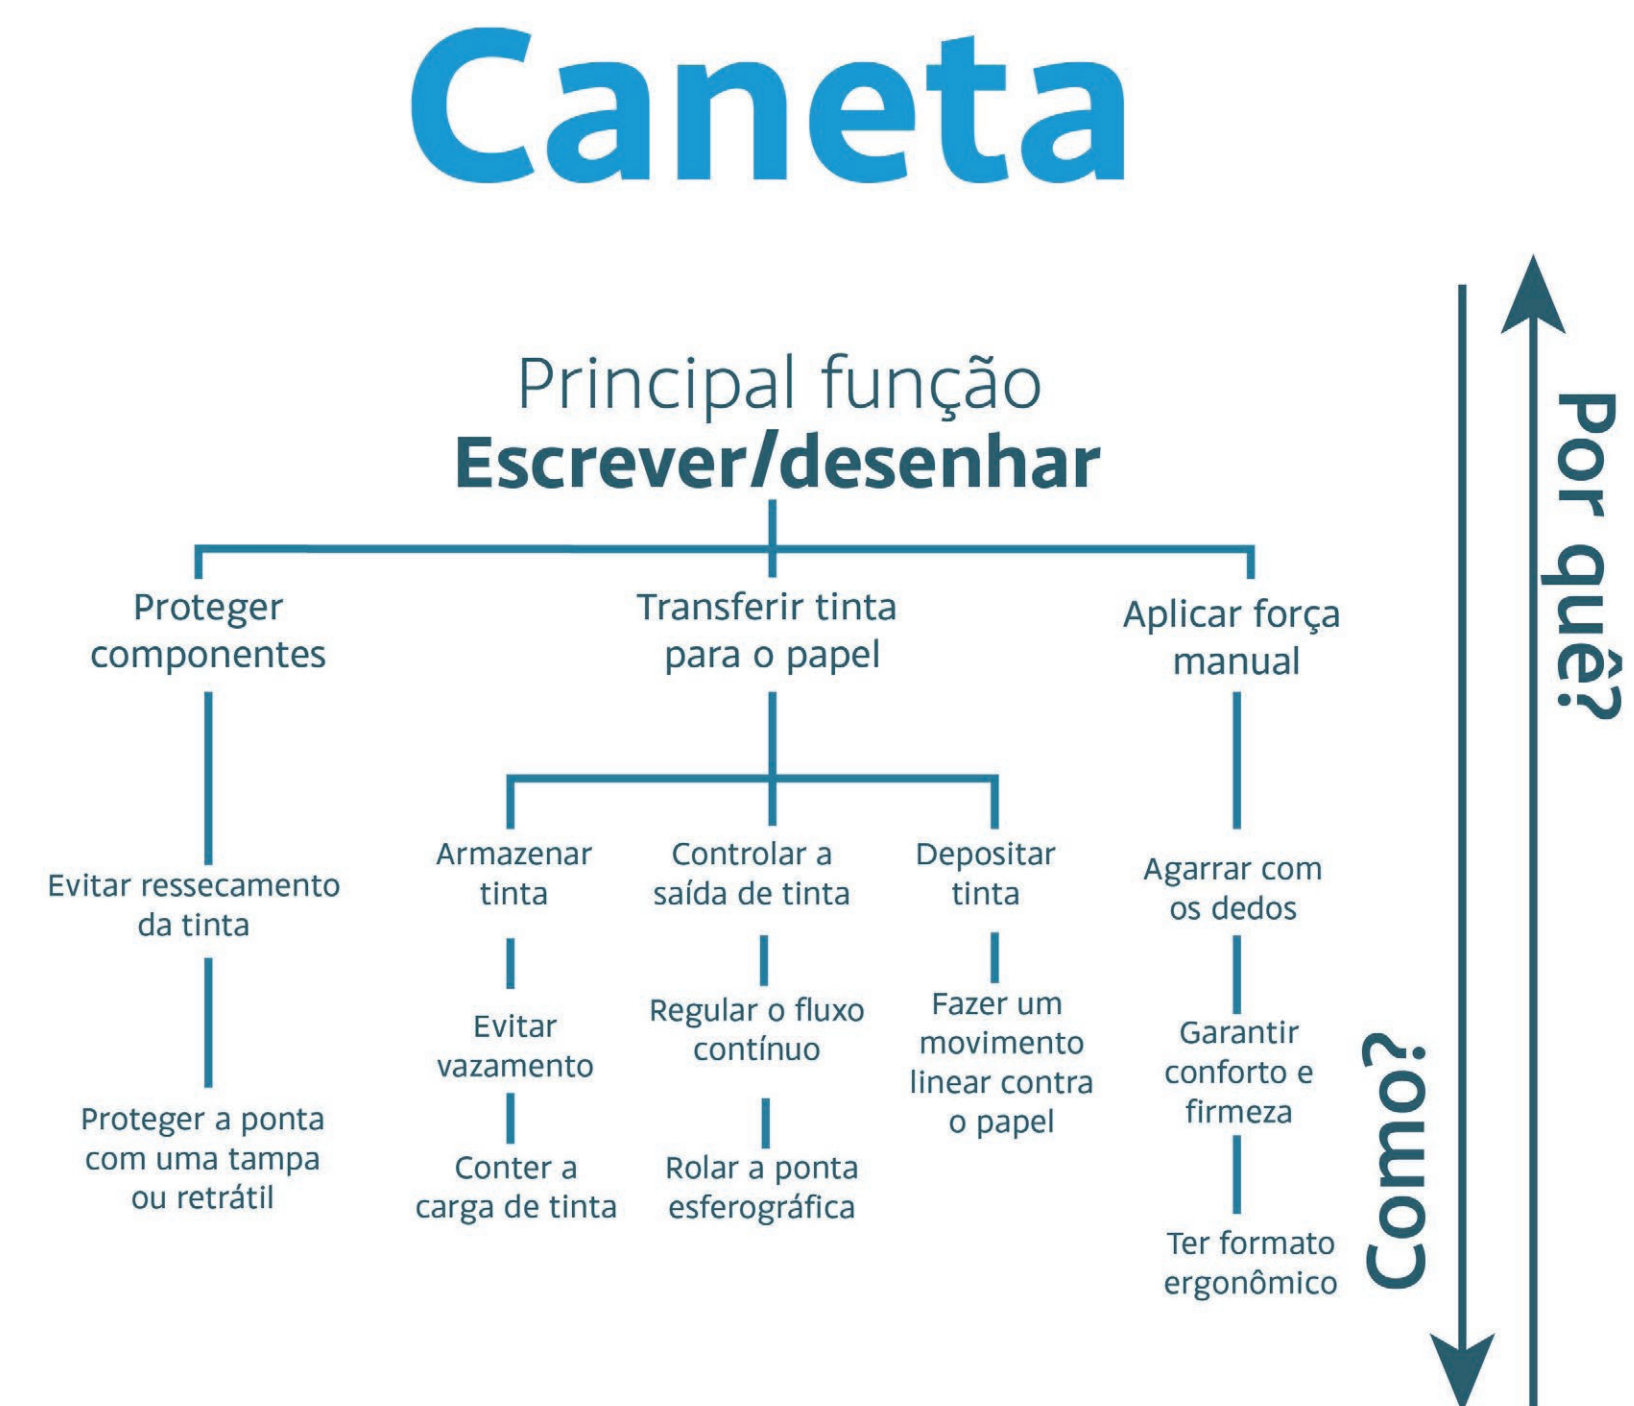 Caneta
Principal função
Escrever/desenhar
Proteger
componentes
Transferir tinta
para o papel
Aplicar força
manual
Evitar ressecamento
da tinta
Proteger a ponta
com uma tampa
ou retrátil
Armazenar
tinta
Evitar
vazamento
Conter a
carga de tinta
Controlar a
saída de tinta
Regular o fluxo
contínuo
Rolar a ponta
esferográfica
Depositar
tinta
Fazer um
movimento
linear contra
o papel
Agarrar com
os dedos
Garantir
conforto e
firmeza
Ter formato
ergonômico
Como?
Por quê?